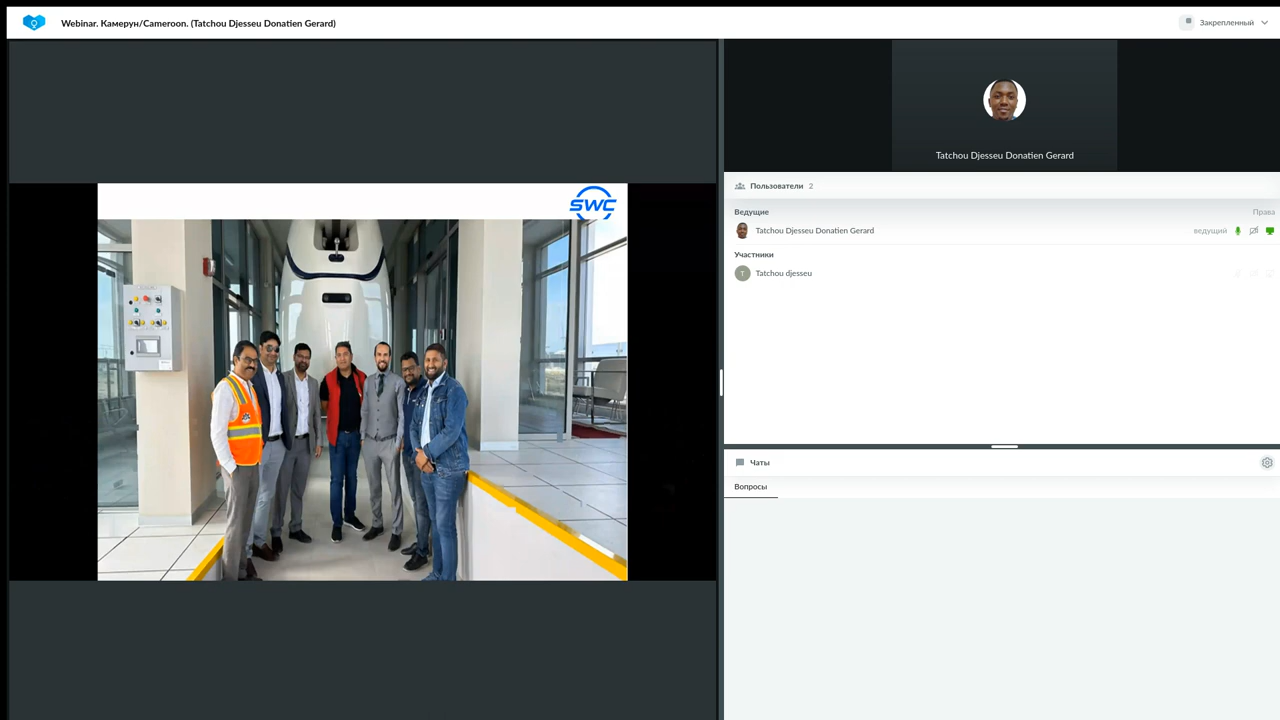 Webinar. Камерун/Cameroon. (Tatchou Djesseu Donatien Gerard)
Закрепленный
SWC
Tatchou Djesseu Donatien Gerard
Пользователи 2
Ведущие Права
Tatchou Djesseu Donatien Gerard ведущий
Участники
T Tatchou djesseu
Чаты
Вопросы